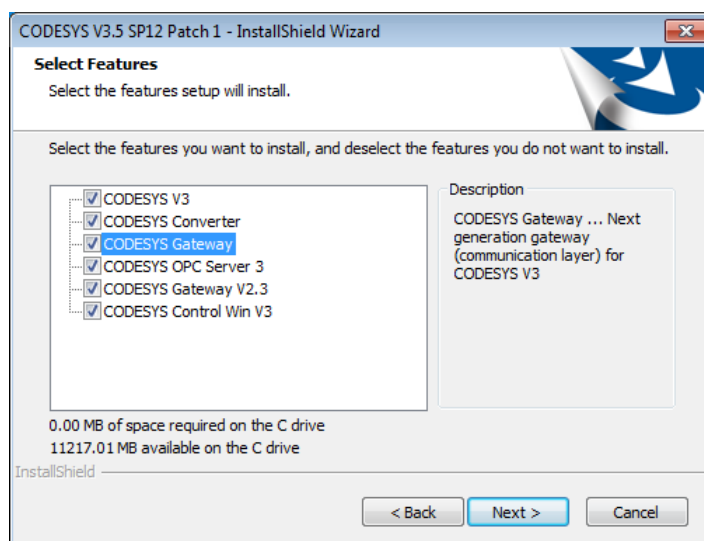 CODESYS V3.5 SP12 Patch 1 - InstallShield Wizard
Select Features
Select the features setup will install.
Select the features you want to install, and deselect the features you do not want to install.
CODESYS V3
CODESYS Converter
CODESYS Gateway
CODESYS OPC Server 3
CODESYS Gateway V2.3
CODESYS Control Win V3
Description
CODESYS Gateway ... Next
generation gateway
(communication layer) for
CODESYS V3
0.00 MB of space required on the C drive
11217.01 MB available on the C drive
InstallShield
< Back
Next >
Cancel